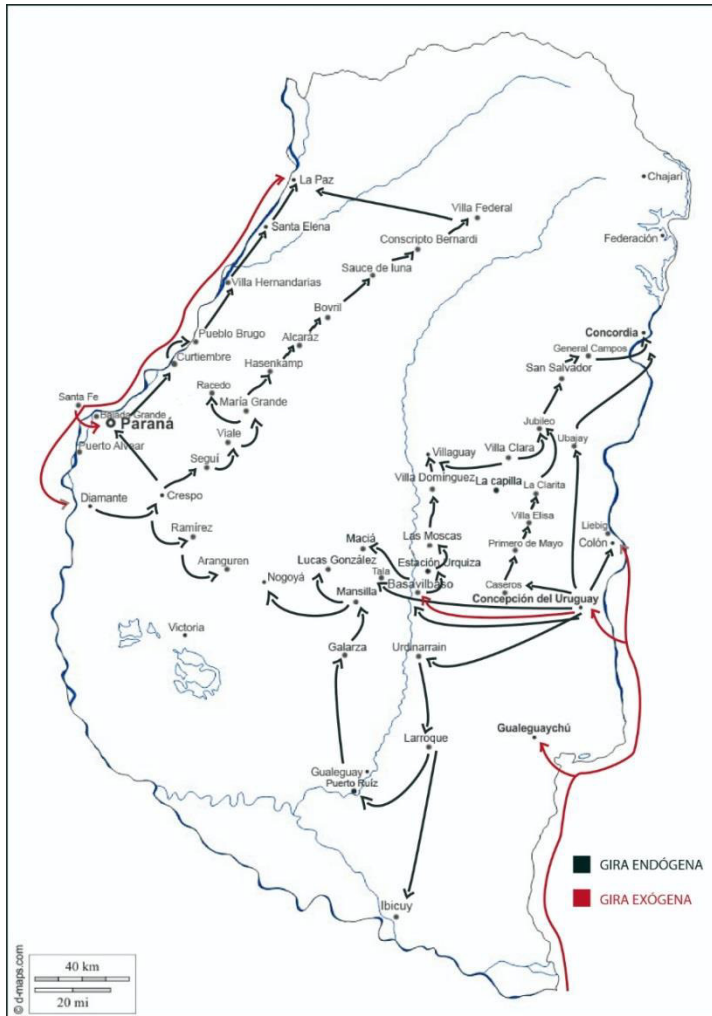 La Paz
Chajarí
Villa Federal
Santa Elena
Federación
Conscripto Bernardi
Sauce de luna
Villa Hernandarias
Bovril
Concordia
Pueblo Brugo
Alcaraz
General Campos
Curtiembre
Hasenkamp
San Salvador
Racedo
Santa Fe
María Grande
Bajada Grande
Paraná
Jubileo
Viale
Ubajay
Puerto Alvear
Villaguay
Villa Clara
Seguí
Villa Domínguez
La capilla
La Clarita
Diamante
Crespo
Villa Elisa
Ramírez
Las Moscas
Liebig
Maciá
Primero de Mayo
Colón
Aranguren
Lucas González
Estación Urquiza
Tala
Nogoyá
Basavilbaso
Caseros
Mansilla
Concepción del Uruguay
Victoria
Galarza
Urdinarrain
Larroque
Gualeguaychú
Gualeguay
Puerto Ruíz
GIRA ENDÓGENA
GIRA EXÓGENA
Ibicuy
40 km
20 mi
© d-maps.com